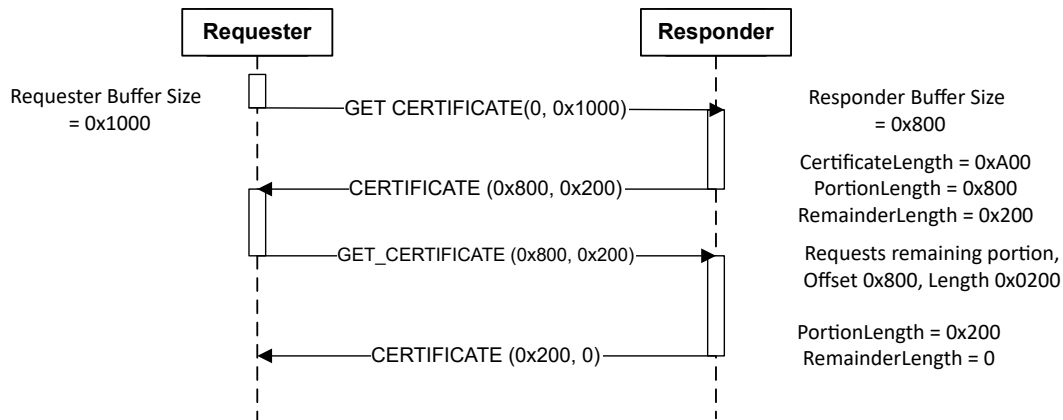 Requester
Responder
Requester Buffer Size
= 0x1000
GET CERTIFICATE(0, 0x1000)
Responder Buffer Size
= 0x800
CERTIFICATE (0x800, 0x200)
CertificateLength = 0xA00
PortionLength = 0x800
RemainderLength = 0x200
GET_CERTIFICATE (0x800, 0x200)
Requests remaining portion,
Offset 0x800, Length 0x0200
CERTIFICATE (0x200, 0)
PortionLength = 0x200
RemainderLength = 0